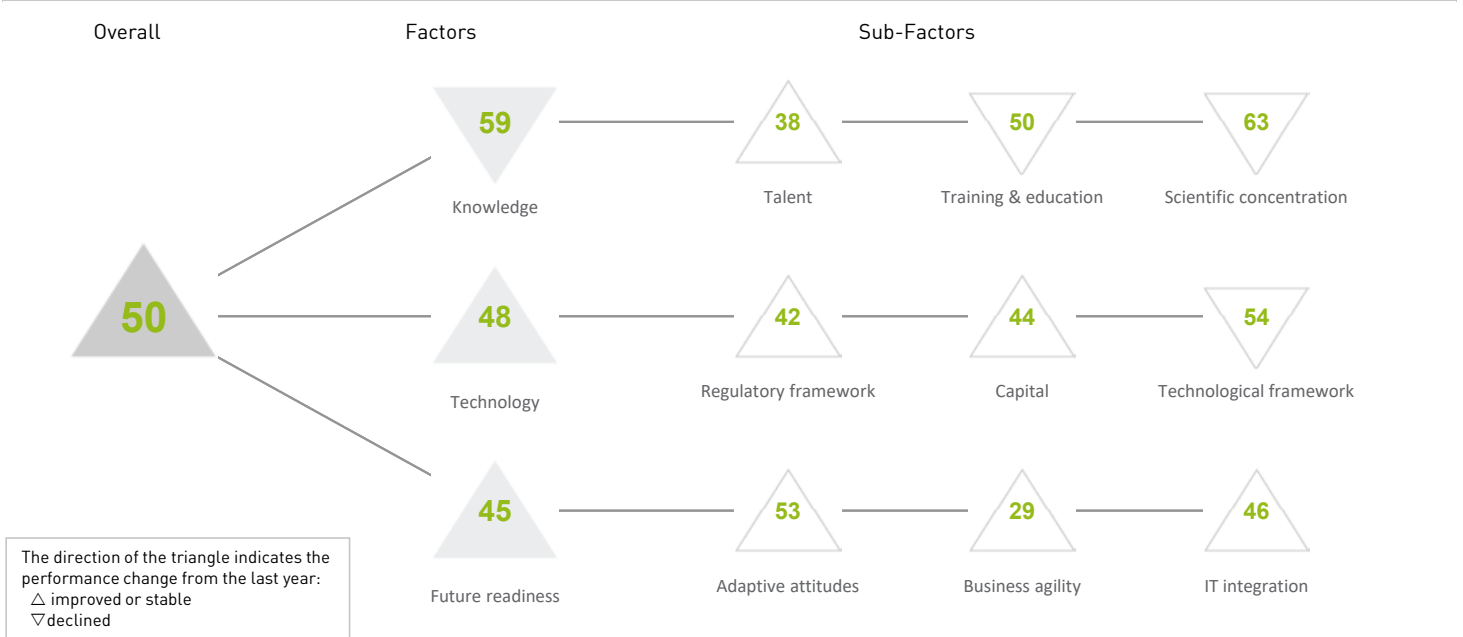 Overall
Factors
Sub-Factors
59
38
50
63
Knowledge
Talent
Training & education
Scientific concentration
50
48
42
44
54
Technology
Regulatory framework
Capital
Technological framework
45
53
29
46
Future readiness
Adaptive attitudes
Business agility
IT integration
The direction of the triangle indicates the
performance change from the last year:
△ improved or stable
▽declined